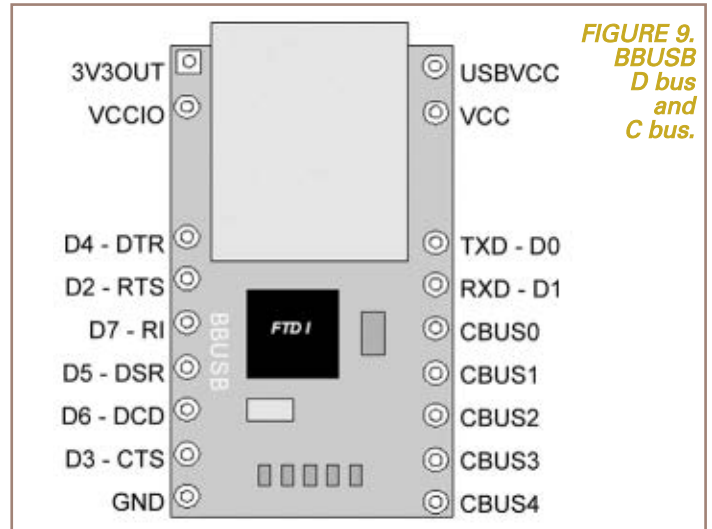 FIGURE 9.
BBUSB
D bus
and
C bus.
3V3OUT
USBVCC
VCCIO
VCC
D4 - DTR
TXD - D0
D2 - RTS
RXD - D1
D7 - RI
CBUS0
D5 - DSR
CBUS1
D6 - DCD
CBUS2
D3 - CTS
CBUS3
GND
CBUS4
BBUSB
FTDI